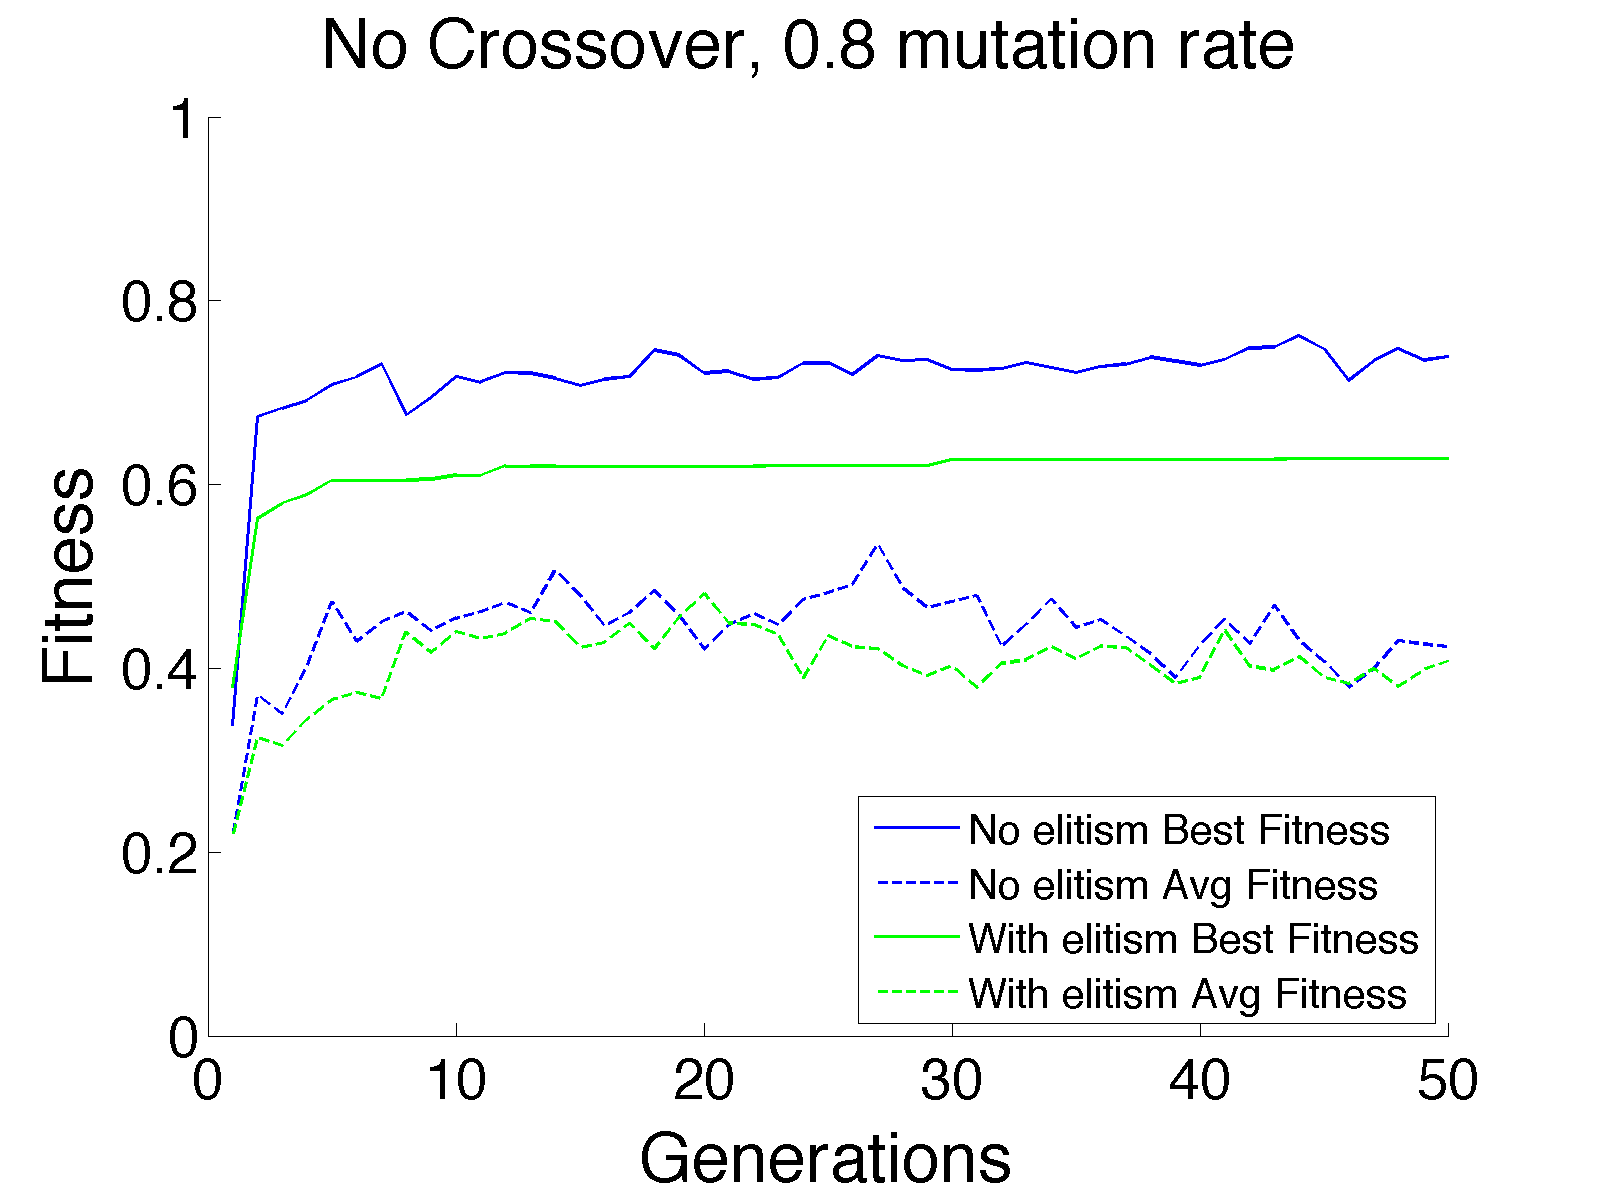 No Crossover, 0.8 mutation rate
1
0.8
0.6
0.4
0.2
0
Fitness
0 10 20 30 40 50
Generations
No elitism Best Fitness
No elitism Avg Fitness
With elitism Best Fitness
With elitism Avg Fitness